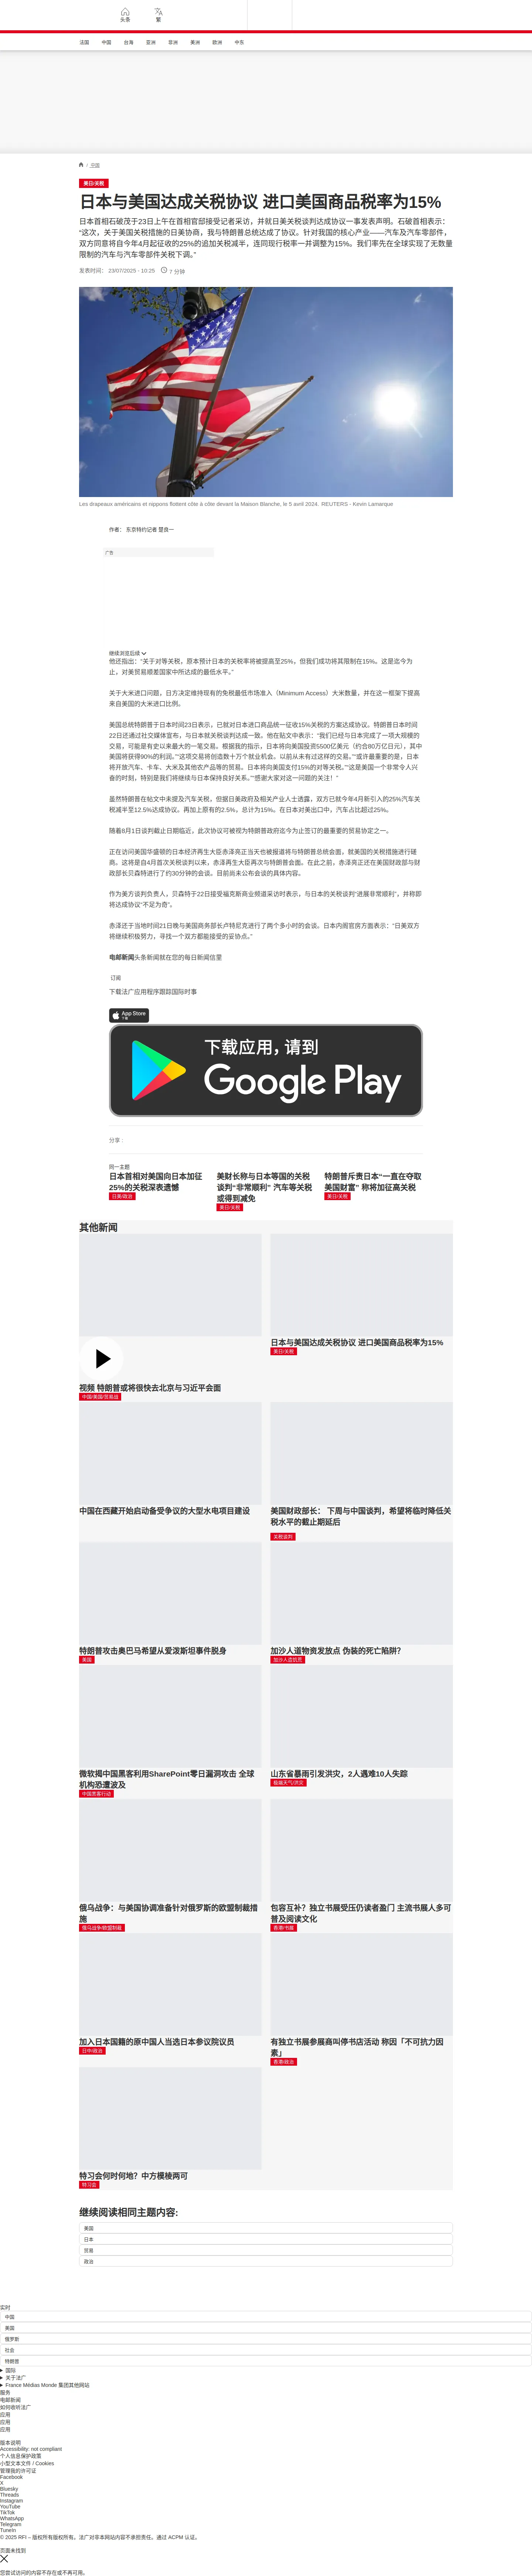 头条
繁
法国
中国
台海
亚洲
非洲
美洲
欧洲
中东
/ 中国
美日/关税
日本与美国达成关税协议 进口美国商品税率为15%
日本首相石破茂于23日上午在首相官邸接受记者采访，并就日美关税谈判达成协议一事发表声明。石破首相表示：
“这次，关于美国关税措施的日美协商，我与特朗普总统达成了协议。针对我国的核心产业——汽车及汽车零部件，
双方同意将自今年4月起征收的25%的追加关税减半，连同现行税率一并调整为15%。我们率先在全球实现了无数量
限制的汽车与汽车零部件关税下调。”
发表时间： 23/07/2025 - 10:25
7 分钟
Les drapeaux américains et nippons flottent côte à côte devant la Maison Blanche, le 5 avril 2024. REUTERS - Kevin Lamarque
作者： 东京特约记者 楚良一
广告
继续浏览后续
他还指出：“关于对等关税，原本预计日本的关税率将被提高至25%，但我们成功将其限制在15%。这是迄今为
止，对美贸易顺差国家中所达成的最低水平。”
关于大米进口问题，日方决定维持现有的免税最低市场准入（Minimum Access）大米数量，并在这一框架下提高
来自美国的大米进口比例。
美国总统特朗普于日本时间23日表示，已就对日本进口商品统一征收15%关税的方案达成协议。特朗普日本时间
22日还通过社交媒体宣布，与日本就关税谈判达成一致。他在贴文中表示：“我们已经与日本完成了一项大规模的
交易，可能是有史以来最大的一笔交易。根据我的指示，日本将向美国投资5500亿美元（约合80万亿日元），其中
美国将获得90%的利润。”“这项交易将创造数十万个就业机会。以前从未有过这样的交易。”“或许最重要的是，日本
将开放汽车、卡车、大米及其他农产品等的贸易。日本将向美国支付15%的对等关税。”“这是美国一个非常令人兴
奋的时刻，特别是我们将继续与日本保持良好关系。”“感谢大家对这一问题的关注！”
虽然特朗普在帖文中未提及汽车关税，但据日美政府及相关产业人士透露，双方已就今年4月新引入的25%汽车关
税减半至12.5%达成协议。再加上原有的2.5%，总计为15%。在日本对美出口中，汽车占比超过25%。
随着8月1日谈判截止日期临近，此次协议可被视为特朗普政府迄今为止签订的最重要的贸易协定之一。
正在访问美国华盛顿的日本经济再生大臣赤泽亮正当天也被报道将与特朗普总统会面，就美国的关税措施进行磋
商。这将是自4月首次关税谈判以来，赤泽再生大臣再次与特朗普会面。在此之前，赤泽亮正还在美国财政部与财
政部长贝森特进行了约30分钟的会谈。目前尚未公布会谈的具体内容。
作为美方谈判负责人，贝森特于22日接受福克斯商业频道采访时表示，与日本的关税谈判“进展非常顺利”，并称即
将达成协议“不足为奇”。
赤泽还于当地时间21日晚与美国商务部长卢特尼克进行了两个多小时的会谈。日本内阁官房方面表示：“日美双方
将继续积极努力，寻找一个双方都能接受的妥协点。”
电邮新闻头条新闻就在您的每日新闻信里
订阅
下载法广应用程序跟踪国际时事
App Store
下载
下载应用，请到
Google Play
分享 :
同一主题
日本首相对美国向日本加征
25%的关税深表遗憾
日美/政治
美财长称与日本等国的关税
谈判“非常顺利” 汽车等关税
或得到减免
美日/关税
特朗普斥责日本“一直在夺取
美国财富” 称将加征高关税
美日/关税
其他新闻
视频 特朗普或将很快去北京与习近平会面
中国/美国/贸易战
日本与美国达成关税协议 进口美国商品税率为15%
美日/关税
中国在西藏开始启动备受争议的大型水电项目建设
美国财政部长： 下周与中国谈判，希望将临时降低关
税水平的截止期延后
关税谈判
特朗普攻击奥巴马希望从爱泼斯坦事件脱身
美国
加沙人道物资发放点 伪装的死亡陷阱？
加沙人道危机
微软揭中国黑客利用SharePoint零日漏洞攻击 全球
机构恐遭波及
中国黑客行动
山东省暴雨引发洪灾，2人遇难10人失踪
极端天气/洪灾
俄乌战争：与美国协调准备针对俄罗斯的欧盟制裁措
施
俄乌战争/欧盟制裁
包容互补？独立书展受压仍读者盈门 主流书展人多可
普及阅读文化
香港/书展
加入日本国籍的原中国人当选日本参议院议员
日中/政治
有独立书展参展商叫停书店活动 称因「不可抗力因
素」
香港/政治
特习会何时何地？中方模棱两可
特习会
继续阅读相同主题内容:
美国
日本
贸易
政治
实时
中国
美国
俄罗斯
社会
特朗普
国际
关于法广
France Médias Monde 集团其他网站
服务
电邮新闻
如何收听法广
应用
应用
应用
版本说明
Accessibility: not compliant
个人信息保护政策
小型文本文件 / Cookies
管理我的许可证
Facebook
X
Bluesky
Threads
Instagram
YouTube
TikTok
WhatsApp
Telegram
TuneIn
© 2025 RFI – 版权所有版权所有。法广对非本网站内容不承担责任。通过 ACPM 认证。
页面未找到
您尝试访问的内容不存在或不再可用。